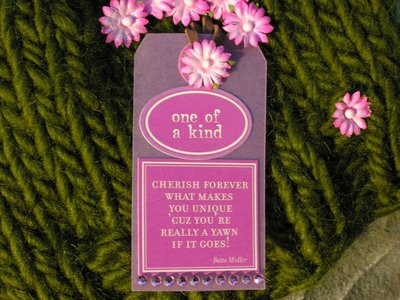 one of
a kind
CHERISH FOREVER
WHAT MAKES
YOU UNIQUE
'CUZ YOU'RE
REALLY A YAWN
IF IT GOES!
-Bette Midler